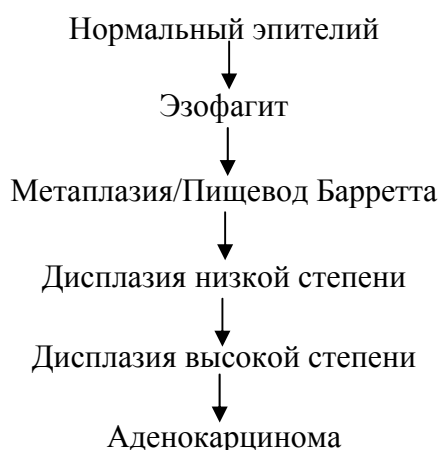 Нормальный эпителий
Эзофагит
Метаплазия/Пищевод Барретта
Дисплазия низкой степени
Дисплазия высокой степени
Аденокарцинома